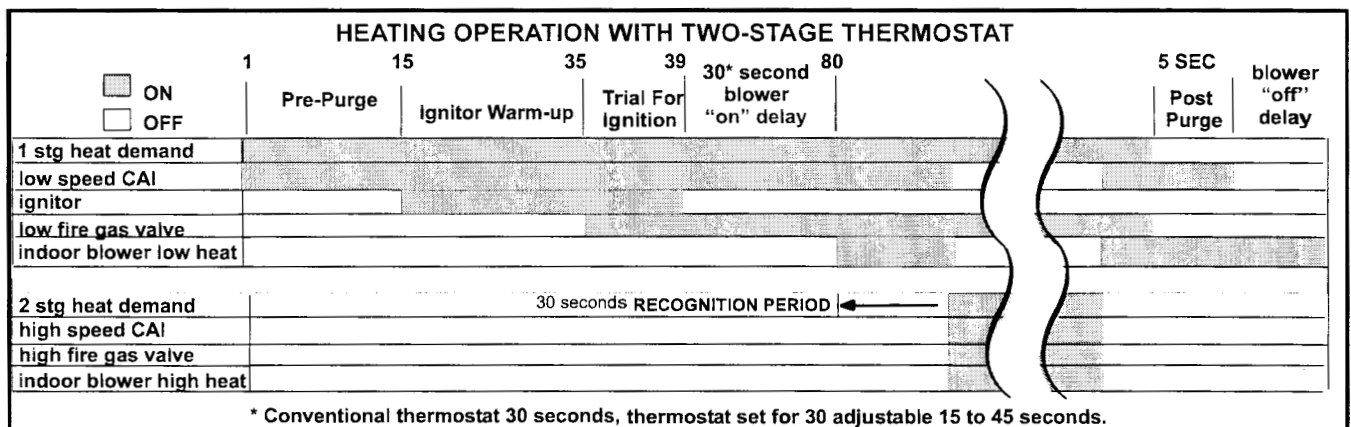 HEATING OPERATION WITH TWO-STAGE THERMOSTAT
1 15 35 39 80 5 SEC
ON
OFF
Pre-Purge
Ignitor Warm-up
Trial For
Ignition
30* second
blower
"on" delay
Post
Purge
blower
"off"
delay
1 stg heat demand
low speed CAI
ignitor
low fire gas valve
indoor blower low heat
2 stg heat demand
30 seconds RECOGNITION PERIOD
high speed CAI
high fire gas valve
indoor blower high heat
* Conventional thermostat 30 seconds, thermostat set for 30 adjustable 15 to 45 seconds.